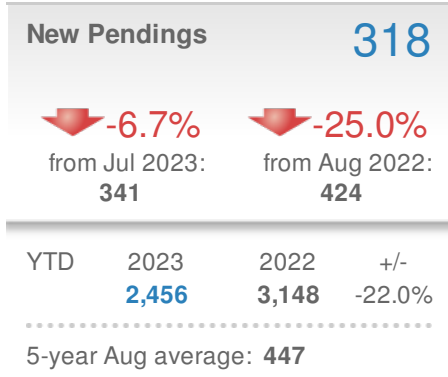 New Pendings 318
-6.7% -25.0%
from Jul 2023: from Aug 2022:
341 424
YTD 2023 2022 +/-
2,456 3,148 -22.0%
5-year Aug average: 447